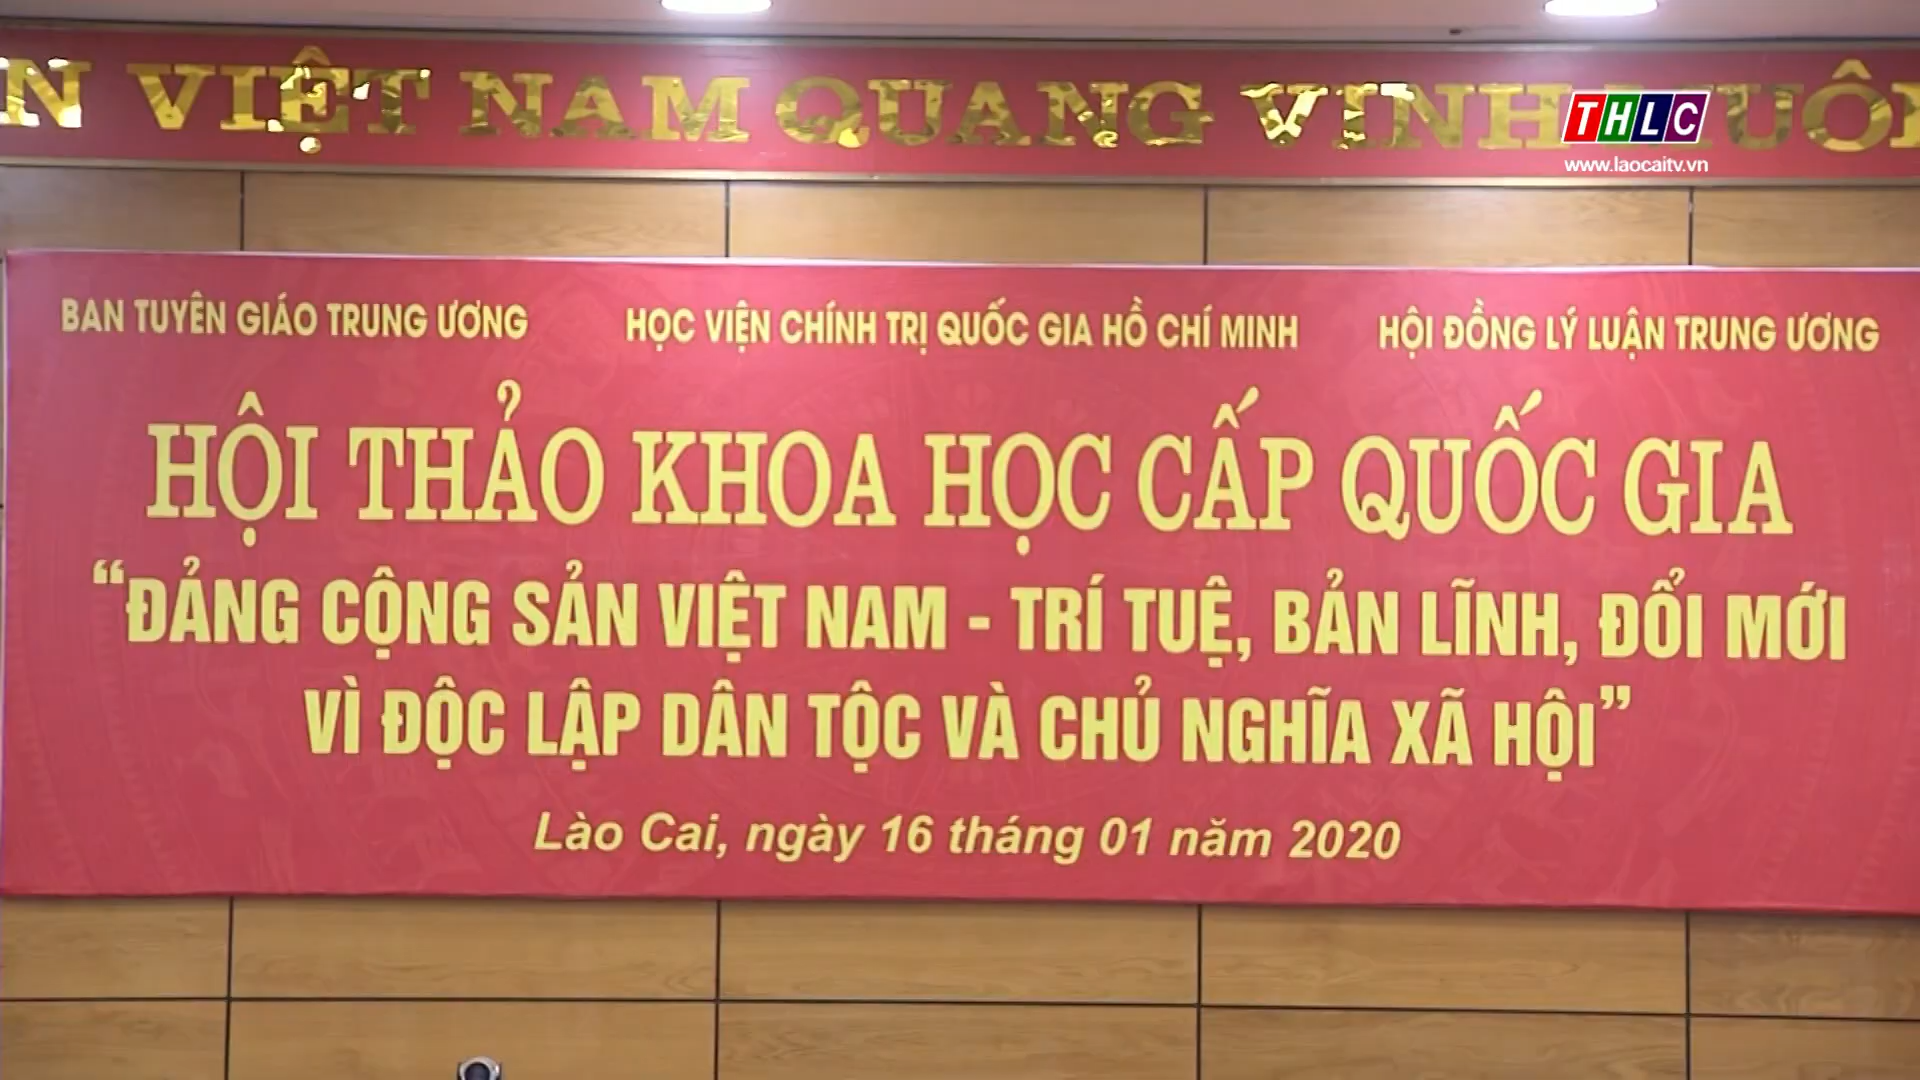 N VIỆT NAM QUANG VINH MUÔ
THLC
www.laocaitv.vn
BAN TUYÊN GIÁO TRUNG ƯƠNG HỌC VIỆN CHÍNH TRỊ QUỐC GIA HỒ CHÍ MINH HỘI ĐỒNG LÝ LUẬN TRUNG ƯƠNG
HỘI THẢO KHOA HỌC CẤP QUỐC GIA
“ĐẢNG CỘNG SẢN VIỆT NAM - TRÍ TUỆ, BẢN LĨNH, ĐỔI MỚI
VÌ ĐỘC LẬP DÂN TỘC VÀ CHỦ NGHĨA XÃ HỘI”
Lào Cai, ngày 16 tháng 01 năm 2020